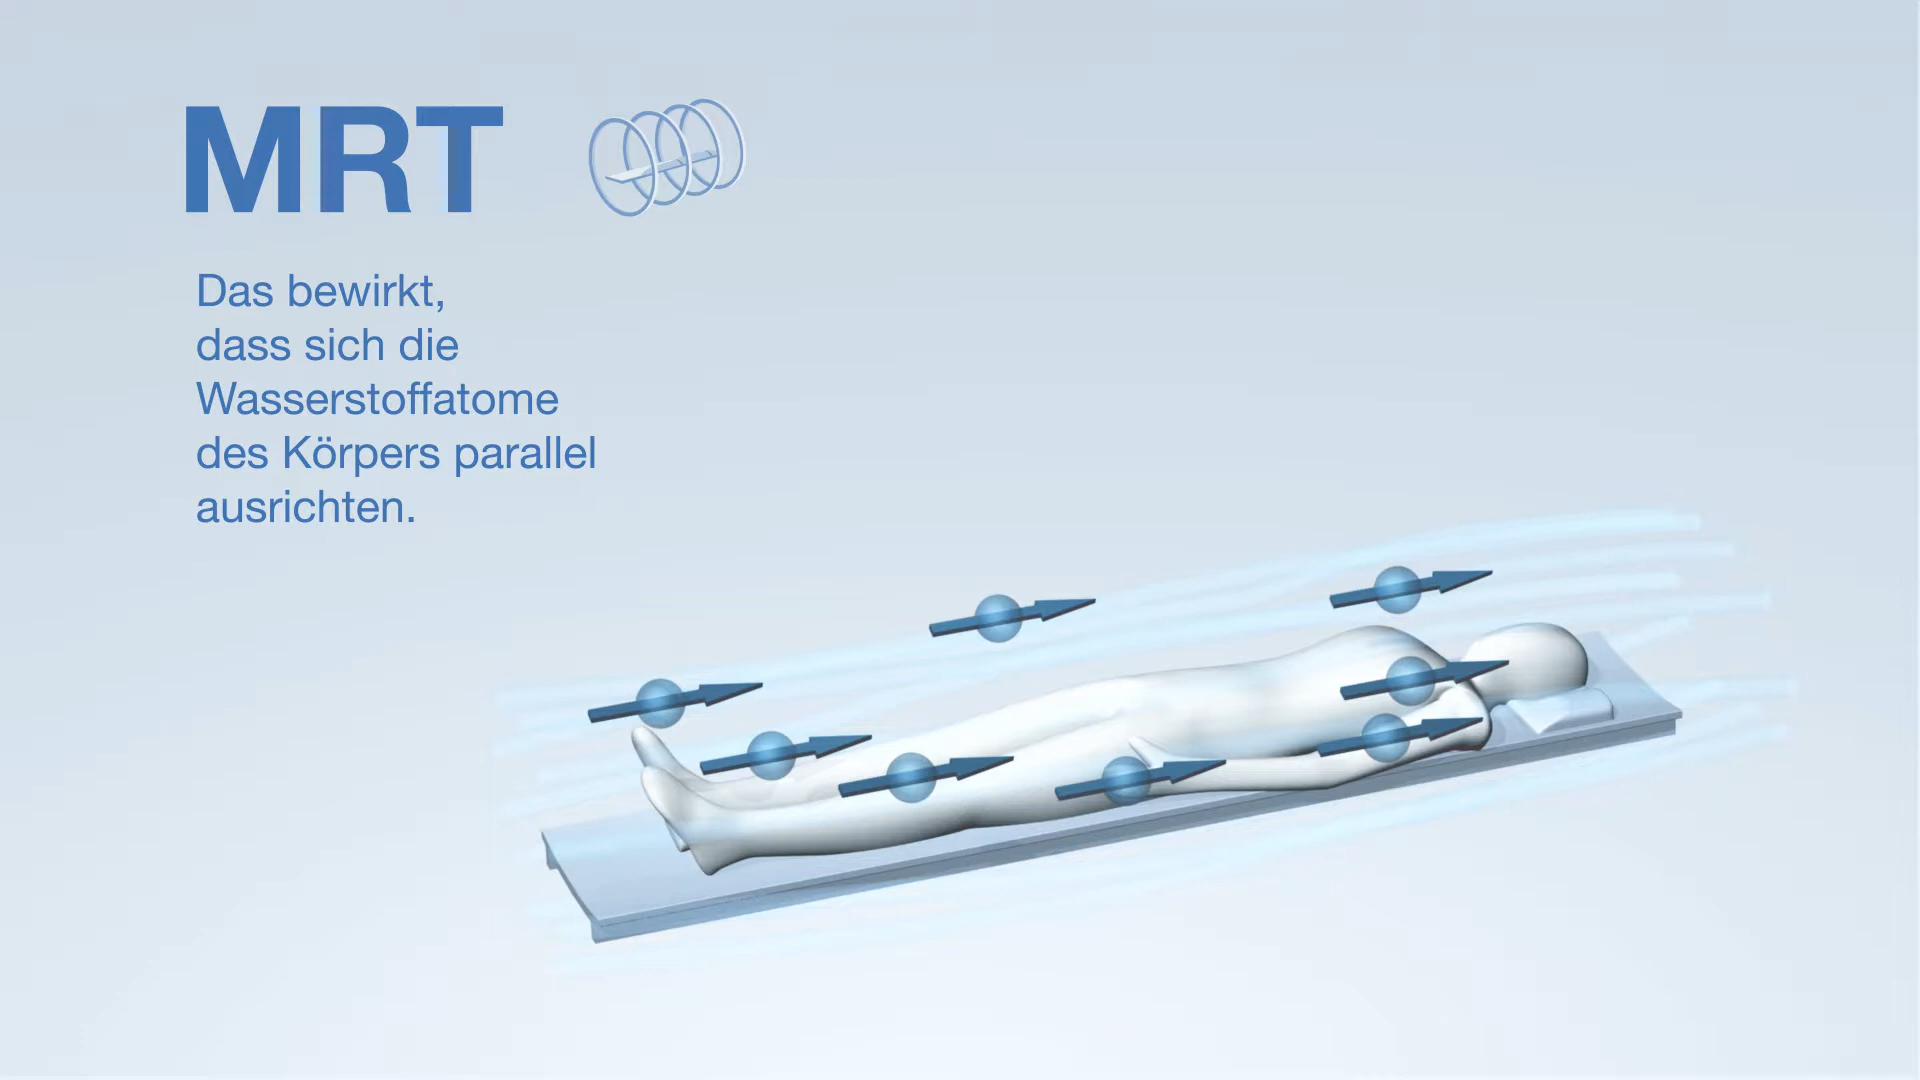 MRT
Das bewirkt,
dass sich die
Wasserstoffatome
des Körpers parallel
ausrichten.